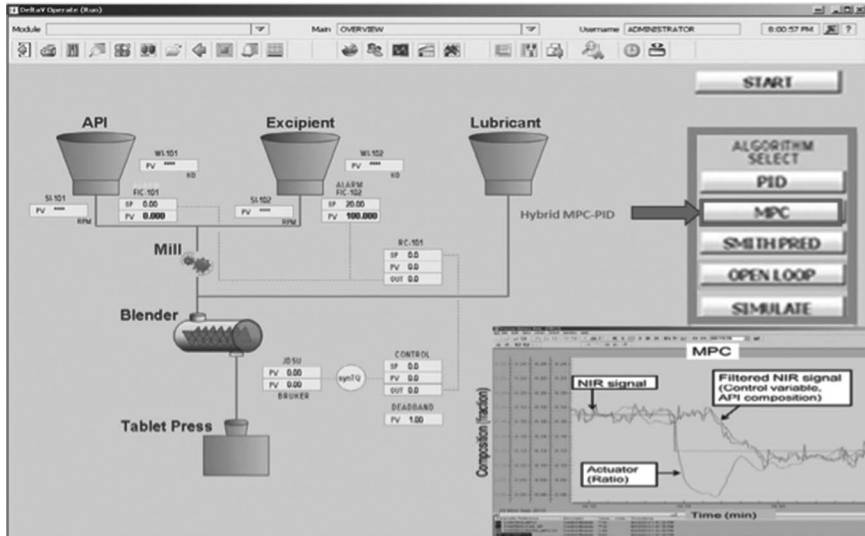 DeltaV Operate (Run)
Module
Main OVERVIEW
Username ADMINISTRATOR
8:00:57 PM
?
START
API
Excipient
Lubricant
WI-101
PV ****
KG
WI-102
PV ****
KG
SI-101
PV ****
RPM
FIC-101
SP 0.00
PV 0.000
SI-102
PV ****
RPM
ALARM
FIC-102
SP 20.00
PV 100.000
ALGORITHM
SELECT
PID
Hybrid MPC-PID
MPC
SMITH PRED
OPEN LOOP
SIMULATE
Mill
RC-101
SP 0.0
PV 0.0
OUT 0.0
Blender
JDSU
PV 0.00
PV 0.00
BRUKER
synTQ
CONTROL
SP 0.0
PV 0.0
OUT 0.0
DEADBAND
PV 1.00
Tablet Press
MPC
NIR signal
Filtered NIR signal
(Control variable,
API composition)
Composition (fraction)
Actuator
(Ratio)
Time (min)